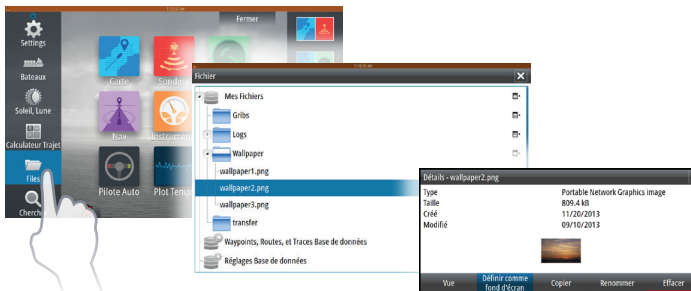 Fermer
Settings
Bateaux
Soleil, Lune
Calculateur Trajet
Files
Cherch
Carte
Sondeur
Nav
Instruments
Pilote Auto
Plot Temp
Fichier
Mes Fichiers
Gribs
Logs
Wallpaper
wallpaper1.png
wallpaper2.png
wallpaper3.png
transfer
Waypoints, Routes, et Traces Base de données
Réglages Base de données
Détails - wallpaper2.png
Type Portable Network Graphics image
Taille 809.4 kB
Créé 11/20/2013
Modifié 09/10/2013
Vue Définir comme fond d'écran Copier Renommer Effacer